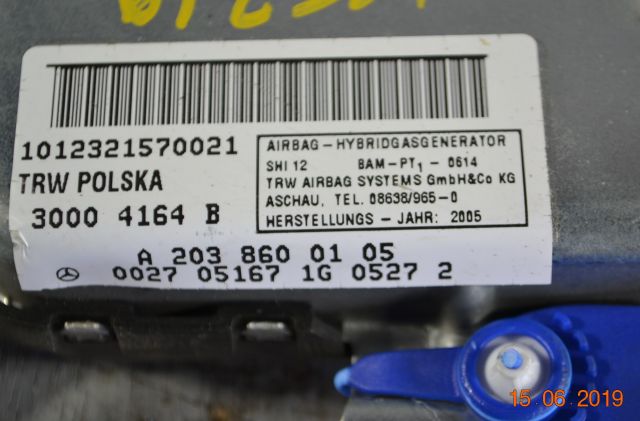 1012321570021
TRW POLSKA
3000 4164 B
AIRBAG - HYBRIDGASGENERATOR
SHI 12 BAM-PT1 - 0614
TRW AIRBAG SYSTEMS GmbH&Co KG
ASCHAU, TEL. 08638/965-0
HERSTELLUNGS - JAHR: 2005
A 203 860 01 05
0027 05167 1G 0527 2
15 06 2019